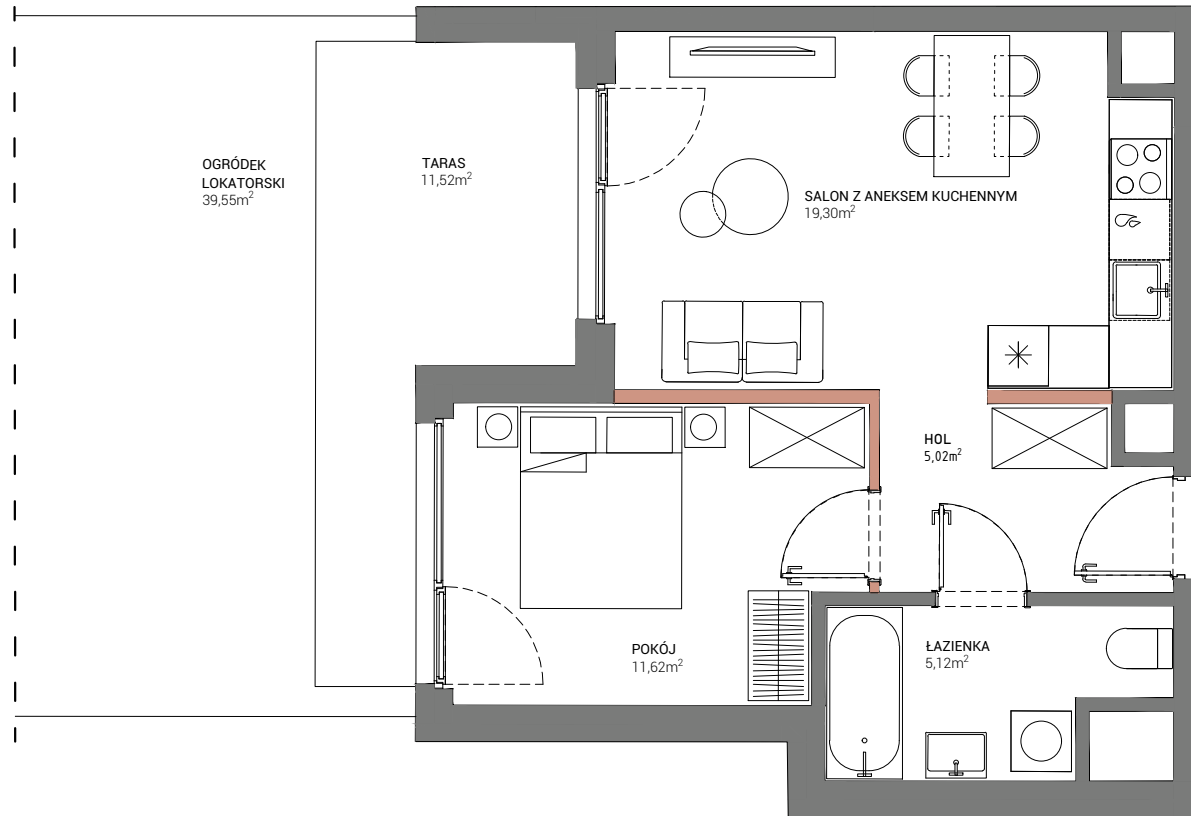 OGRÓDEK
LOKATORSKI
39,55m²
TARAS
11,52m²
SALON Z ANEKSEM KUCHENNYM
19,30m²
HOL
5,02m²
POKÓJ
11,62m²
ŁAZIENKA
5,12m²